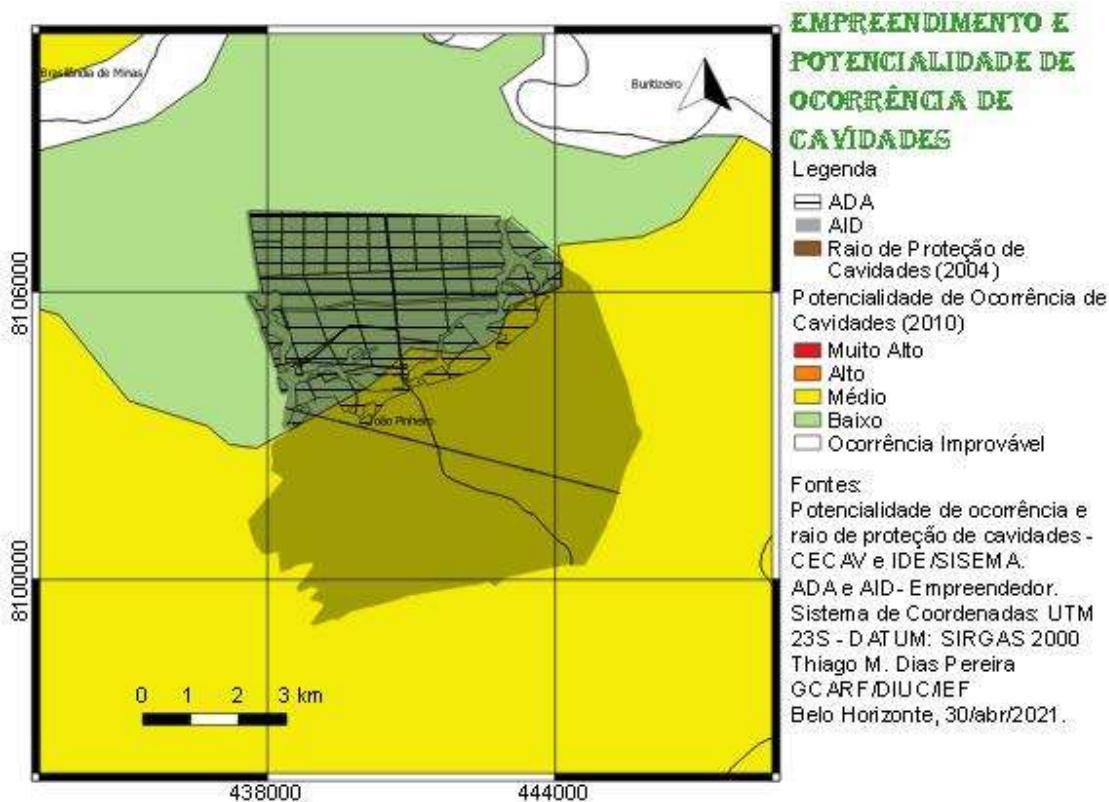 EMPREENDIMENTO E
POTENCIALIDADE DE
OCORRÊNCIA DE
CAVIDADES
Legenda
ADA
AID
Raio de Proteção de
Cavidades (2004)
Potencialidade de Ocorrência de
Cavidades (2010)
Muito Alto
Alto
Médio
Baixo
Ocorrência Improvável
Fontes:
Potencialidade de ocorrência e
raio de proteção de cavidades -
CECAV e IDE/SISEMA.
ADA e AID- Empreendedor.
Sistema de Coordenadas: UTM
23S - DATUM: SIRGAS 2000
Thiago M. Dias Pereira
GCARF/DIUC/IEF
Belo Horizonte, 30/abr/2021.
Brasilândia de Minas
Buritizeiro
João Pinheiro
8106000
8100000
0 1 2 3 km
438000 444000